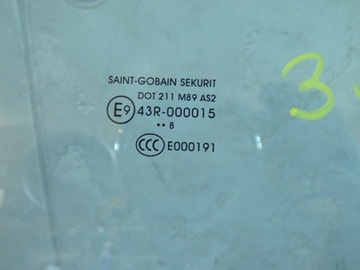 SAINT-GOBAIN SEKURIT
DOT 211 M89 AS2
E9 43R-000015
•• 8
CCC E000191
3